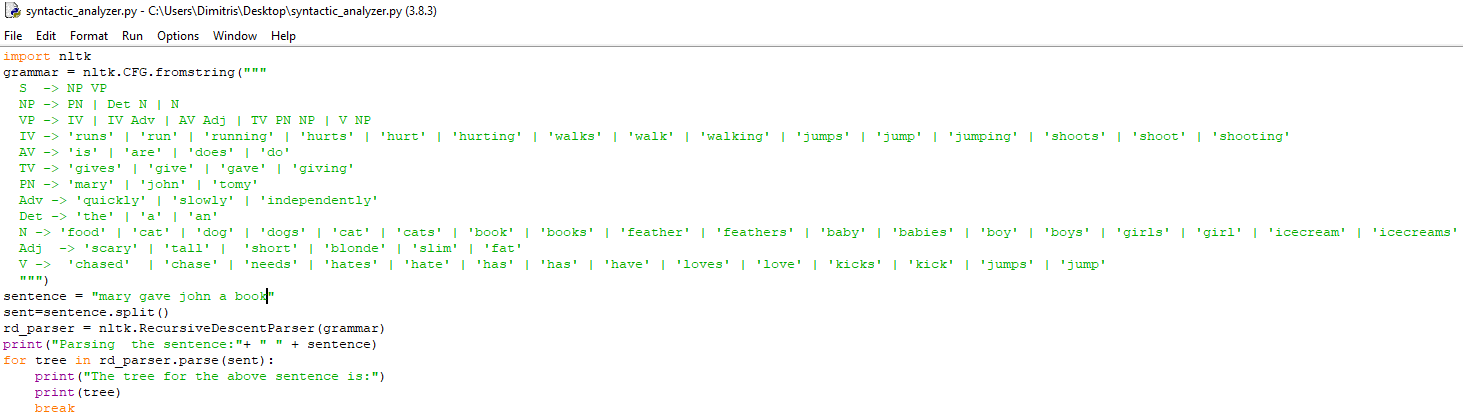 syntactic_analyzer.py - C:\Users\Dimitris\Desktop\syntactic_analyzer.py (3.8.3)
File Edit Format Run Options Window Help
import nltk
grammar = nltk.CFG.fromstring("""
  S  -> NP VP
  NP -> PN | Det N | N
  VP -> IV | IV Adv | AV Adj | TV PN NP | V NP
  IV -> 'runs' | 'run' | 'running' | 'hurts' | 'hurt' | 'hurting' | 'walks' | 'walk' | 'walking' | 'jumps' | 'jump' | 'jumping' | 'shoots' | 'shoot' | 'shooting'
  AV -> 'is' | 'are' | 'does' | 'do'
  TV -> 'gives' | 'give' | 'gave' | 'giving'
  PN -> 'mary' | 'john' | 'tomy'
  Adv -> 'quickly' | 'slowly' | 'independently'
  Det -> 'the' | 'a' | 'an'
  N -> 'food' | 'cat' | 'dog' | 'dogs' | 'cat' | 'cats' | 'book' | 'books' | 'feather' | 'feathers' | 'baby' | 'babies' | 'boy' | 'boys' | 'girls' | 'girl' | 'icecream' | 'icecreams'
  Adj  -> 'scary' | 'tall' |  'short' | 'blonde' | 'slim' | 'fat'
  V ->  'chased'  | 'chase' | 'needs' | 'hates' | 'hate' | 'has' | 'has' | 'have' | 'loves' | 'love' | 'kicks' | 'kick' | 'jumps' | 'jump'
  """)
sentence = "mary gave john a book"
sent=sentence.split()
rd_parser = nltk.RecursiveDescentParser(grammar)
print("Parsing  the sentence:"+ " " + sentence)
for tree in rd_parser.parse(sent):
    print("The tree for the above sentence is:")
    print(tree)
    break